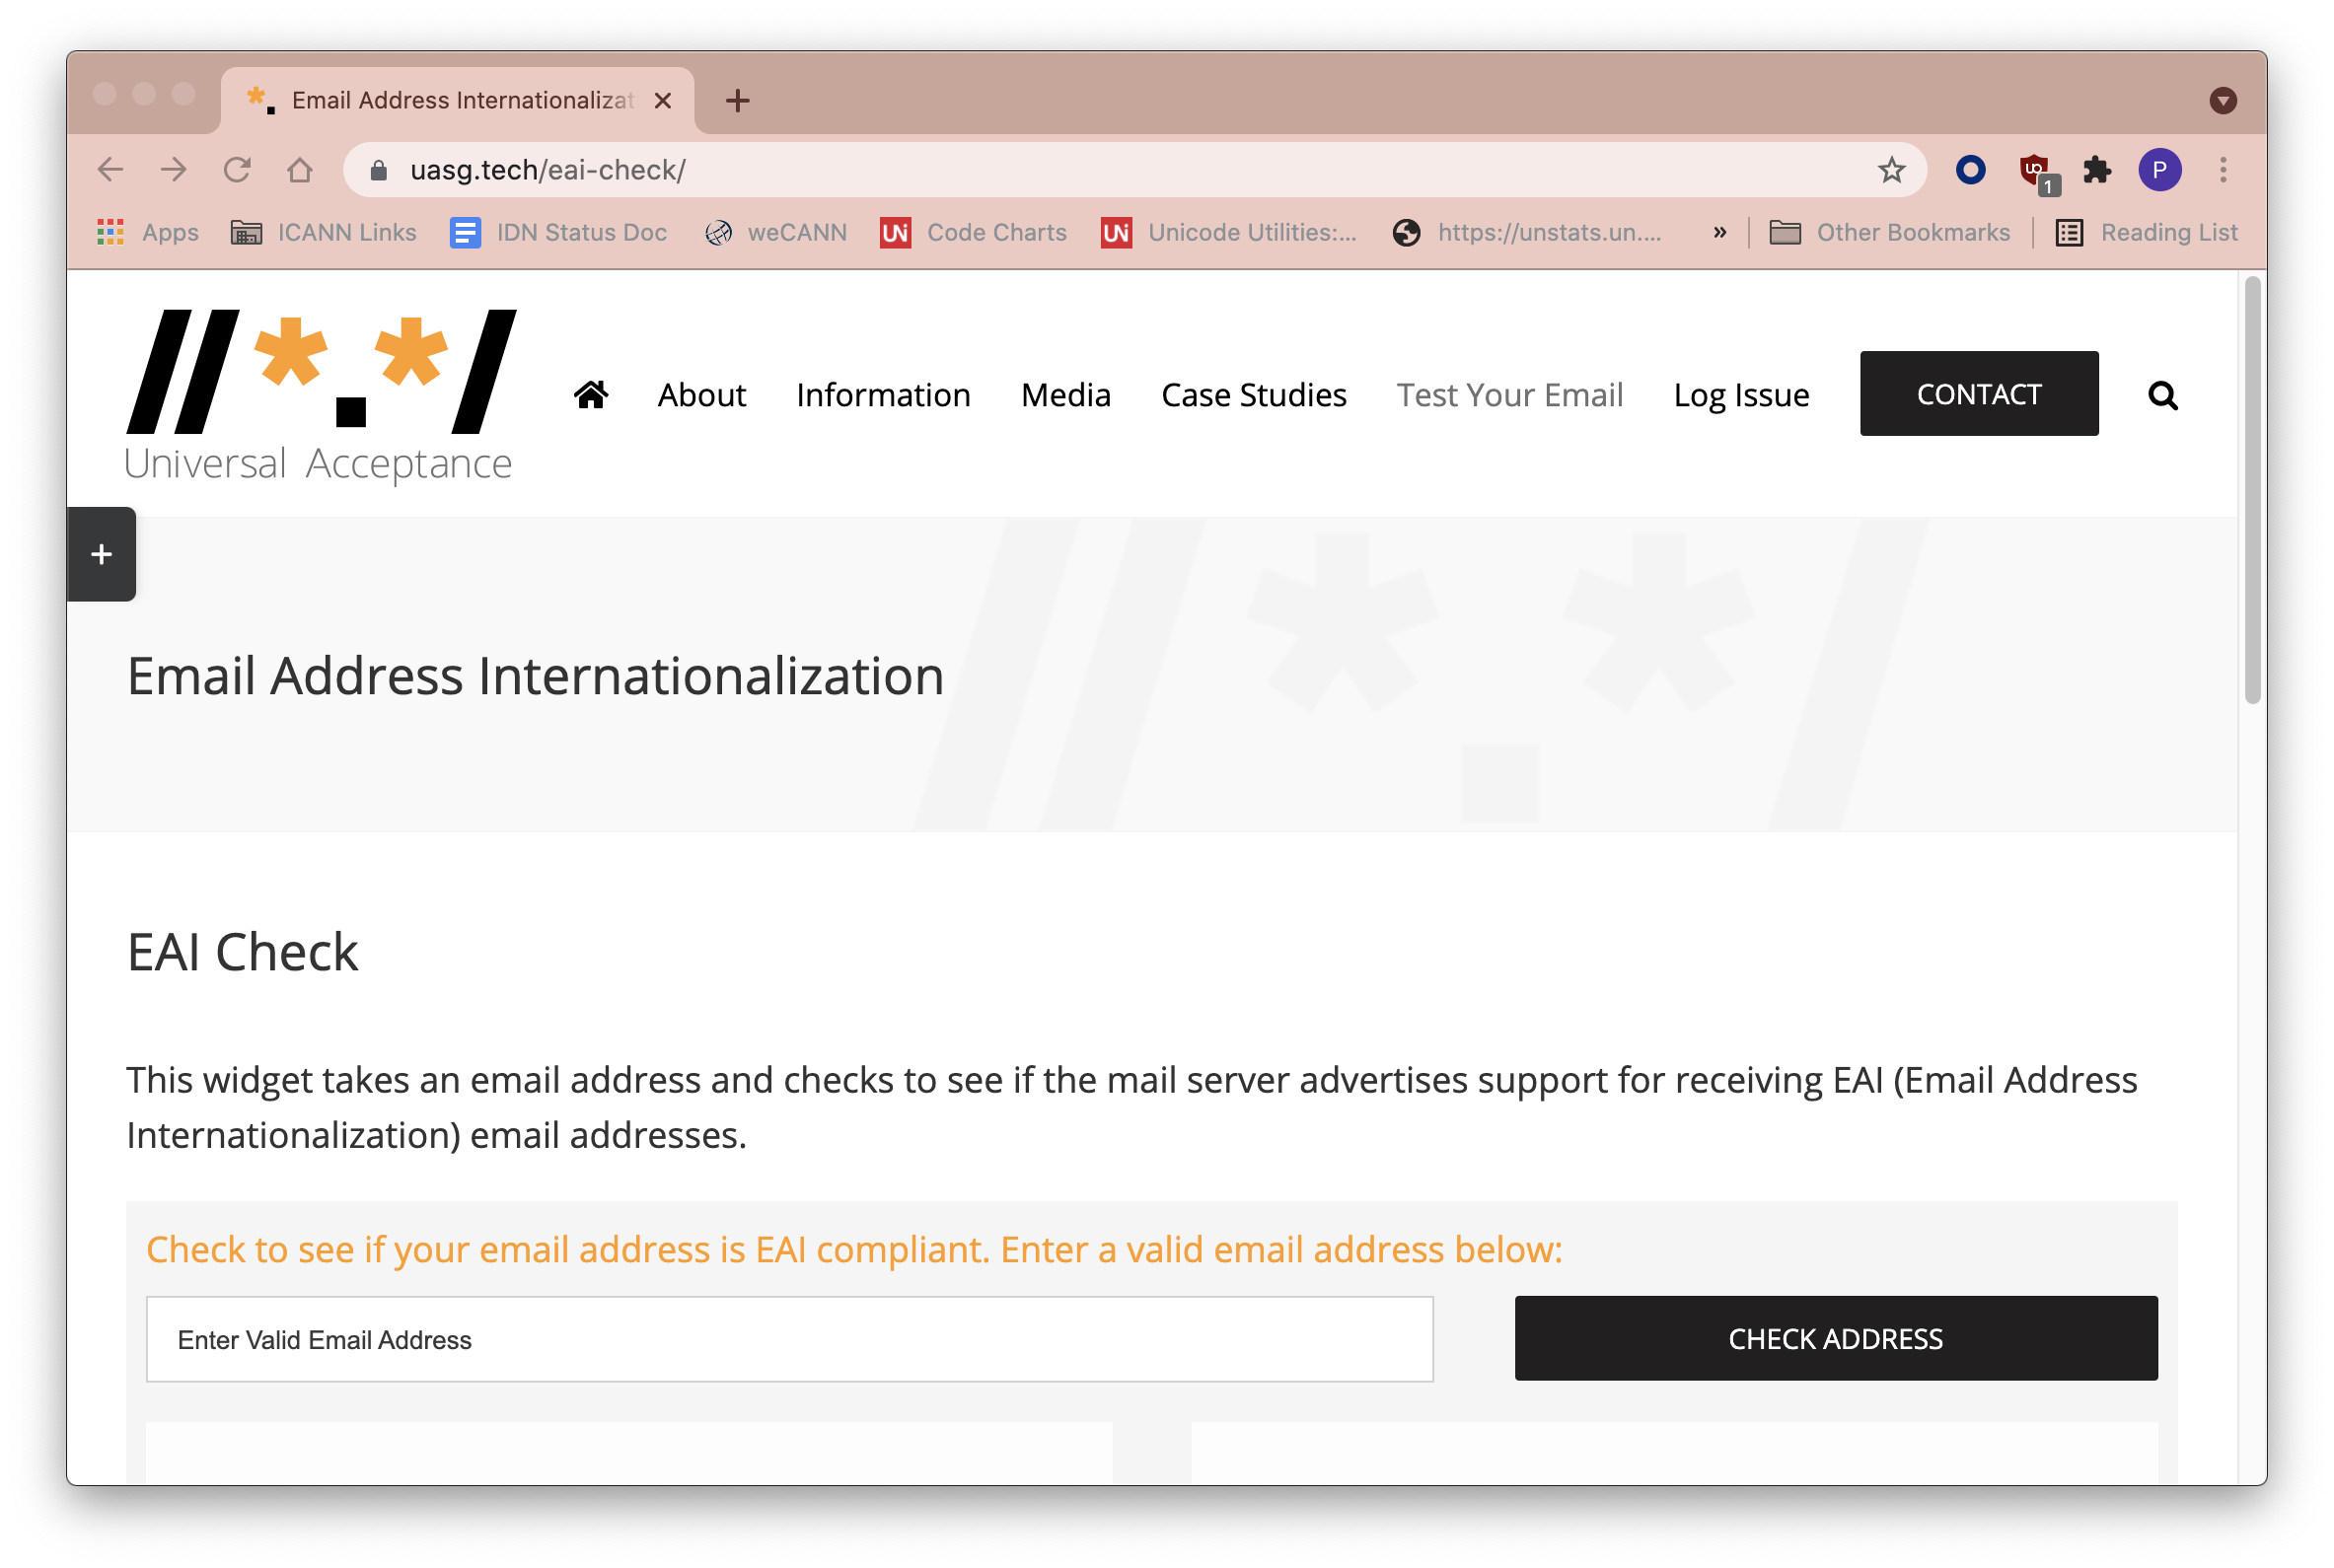 Email Address Internationalizat
uasg.tech/eai-check/
1
P
Apps ICANN Links IDN Status Doc weCANN UNi Code Charts UNi Unicode Utilities:... https://unstats.un.... » Other Bookmarks Reading List
//*.*/
Universal Acceptance
About Information Media Case Studies Test Your Email Log Issue CONTACT
+
Email Address Internationalization
EAI Check
This widget takes an email address and checks to see if the mail server advertises support for receiving EAI (Email Address
Internationalization) email addresses.
Check to see if your email address is EAI compliant. Enter a valid email address below:
Enter Valid Email Address CHECK ADDRESS